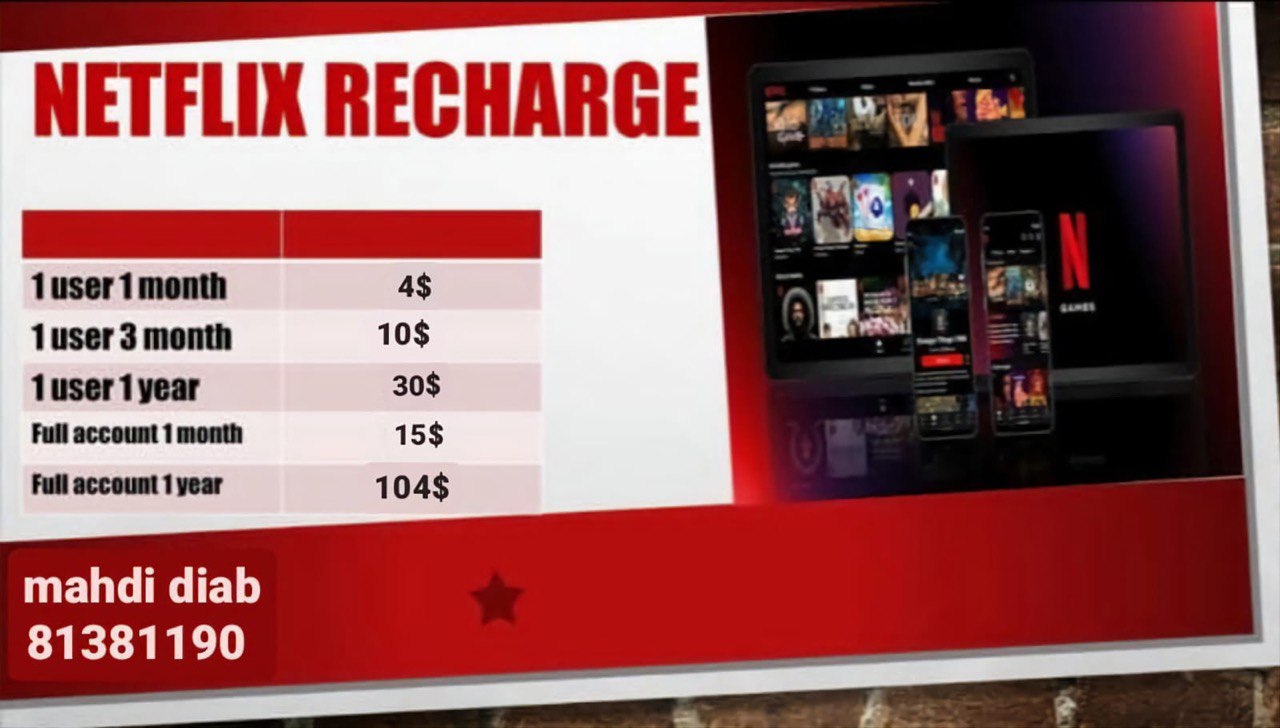 NETFLIX RECHARGE
1 user 1 month 4$
1 user 3 month 10$
1 user 1 year 30$
Full account 1 month 15$
Full account 1 year 104$
N
GAMES
mahdi diab
81381190